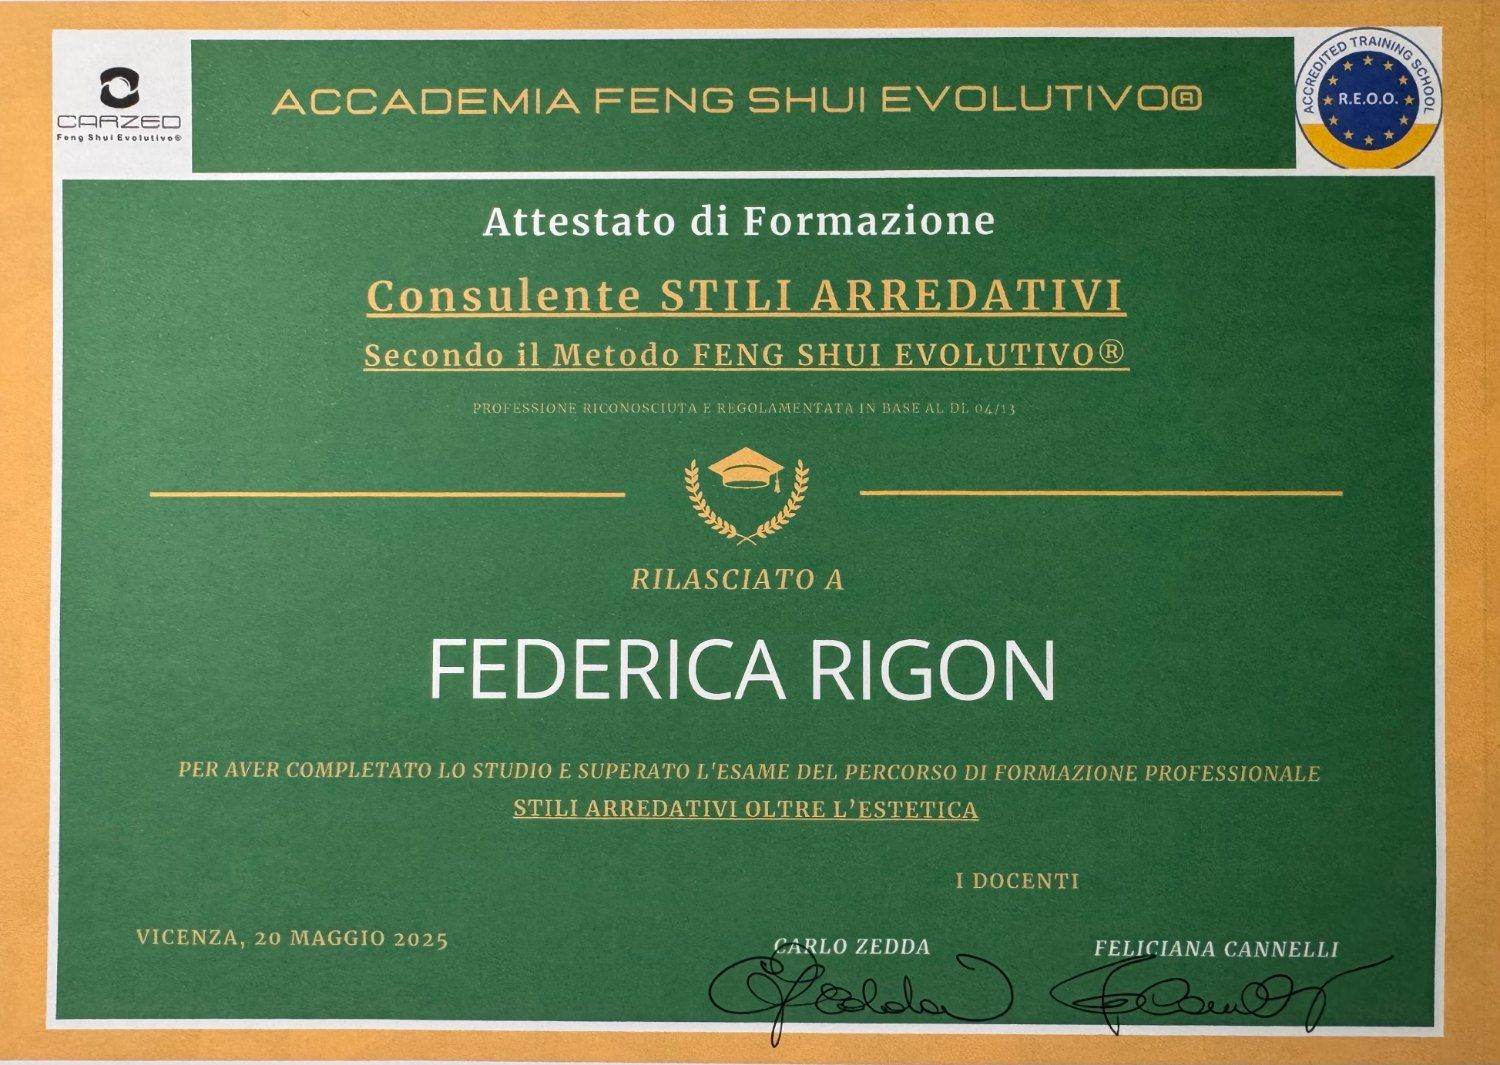 CARZED
Feng Shui Evolutivo®
ACCADEMIA FENG SHUI EVOLUTIVO®
ACCREDITED TRAINING SCHOOL
R.E.O.O.
Attestato di Formazione
Consulente STILI ARREDATIVI
Secondo il Metodo FENG SHUI EVOLUTIVO®
PROFESSIONE RICONOSCIUTA E REGOLAMENTATA IN BASE AL DL 04/13
RILASCIATO A
FEDERICA RIGON
PER AVER COMPLETATO LO STUDIO E SUPERATO L'ESAME DEL PERCORSO DI FORMAZIONE PROFESSIONALE
STILI ARREDATIVI OLTRE L'ESTETICA
I DOCENTI
VICENZA, 20 MAGGIO 2025
CARLO ZEDDA
FELICIANA CANNELLI